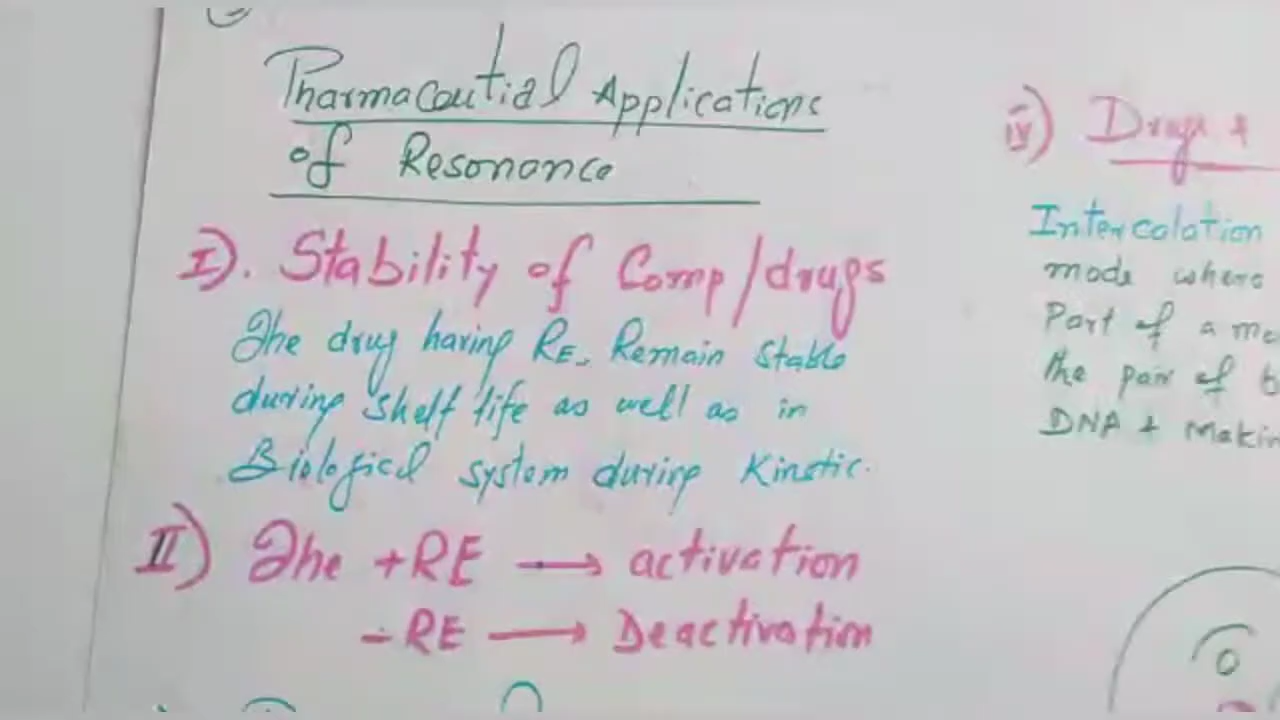 Pharmaceutial Applications
of Resonance
I). Stability of Comp/drugs
The drug having RE. Remain Stable
during shelf life as well as in
Biological system during Kinetic.
II) The +RE → activation
-RE → Deactivation
iv) Drugs &
Intercalation
mode where
Part of a
the pair of
DNA &